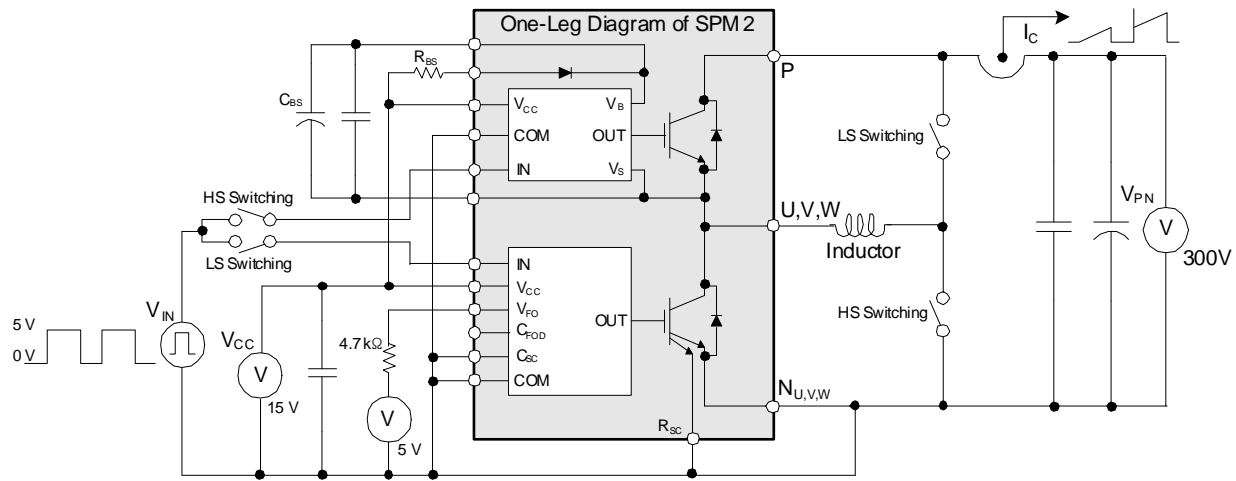 One-Leg Diagram of SPM 2
I_C
R_BS
P
C_BS
V_CC
V_B
COM
OUT
LS Switching
IN
V_S
HS Switching
V_PN
U,V,W
V
Inductor
300V
LS Switching
IN
V_CC
V_IN
V_FO
HS Switching
5 V
OUT
0 V
V_CC
4.7kΩ
C_FOD
C_SC
V
COM
N_U,V,W
15 V
V
R_SC
5 V